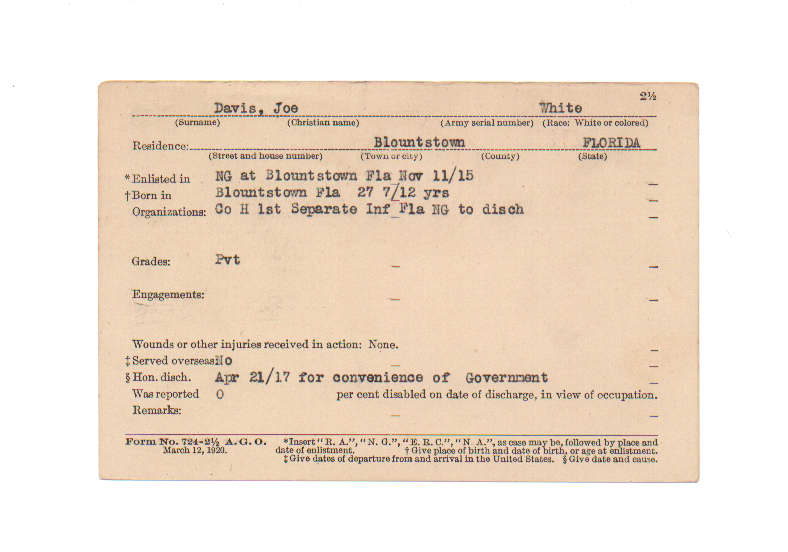 2½
Davis, Joe White
(Surname) (Christian name) (Army serial number) (Race: White or colored)
Residence: Blountstown FLORIDA
(Street and house number) (Town or city) (County) (State)
*Enlisted in NG at Blountstown Fla Nov 11/15
†Born in Blountstown Fla 27 7/12 yrs
Organizations: Co H 1st Separate Inf Fla NG to disch
Grades: Pvt
Engagements:
Wounds or other injuries received in action: None.
‡Served overseas: No
§Hon. disch. Apr 21/17 for convenience of Government
Was reported 0 per cent disabled on date of discharge, in view of occupation.
Remarks:
Form No. 724-2½ A. G. O. *Insert "R. A.", "N. G.", "E. R. C.", "N. A.", as case may be, followed by place and
March 12, 1920. date of enlistment. †Give place of birth and date of birth, or age at enlistment.
‡Give dates of departure from and arrival in the United States. §Give date and cause.